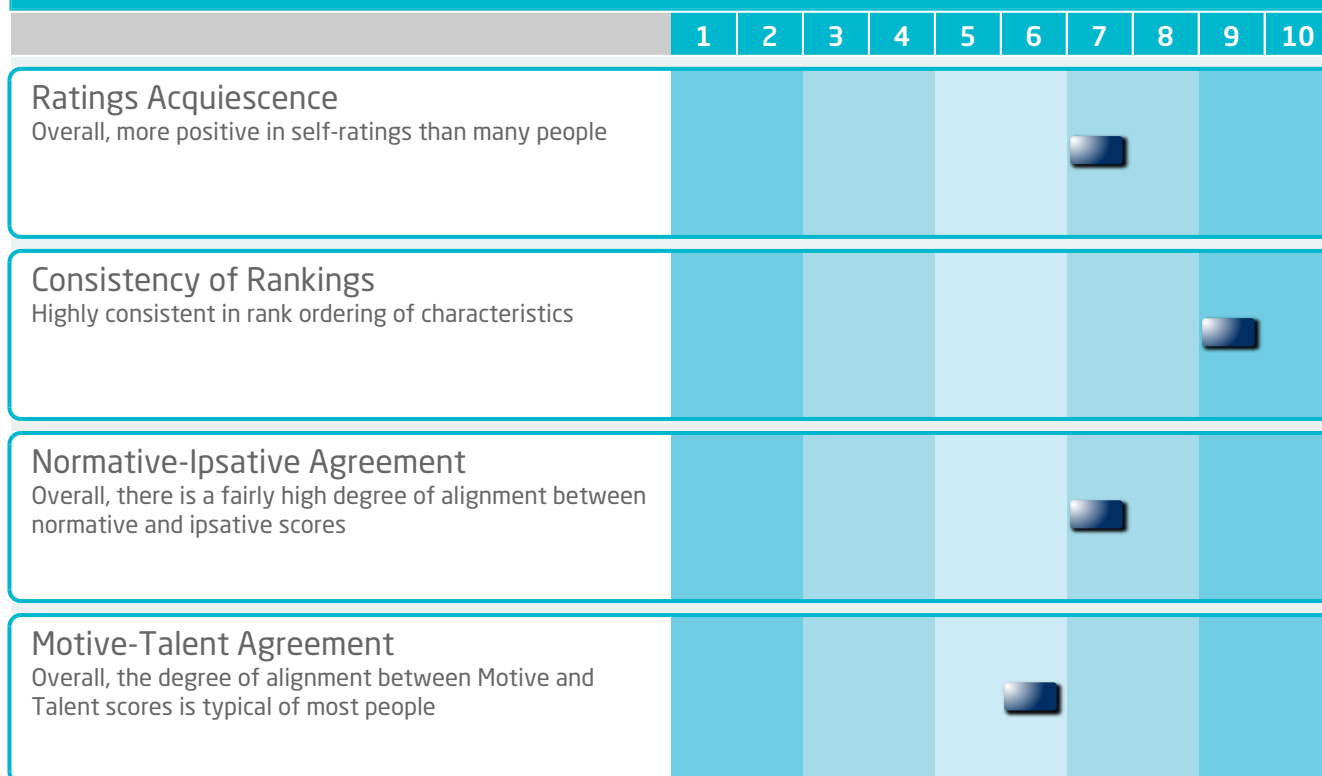 1 2 3 4 5 6 7 8 9 10
Ratings Acquiescence
Overall, more positive in self-ratings than many people
Consistency of Rankings
Highly consistent in rank ordering of characteristics
Normative-Ipsative Agreement
Overall, there is a fairly high degree of alignment between
normative and ipsative scores
Motive-Talent Agreement
Overall, the degree of alignment between Motive and
Talent scores is typical of most people